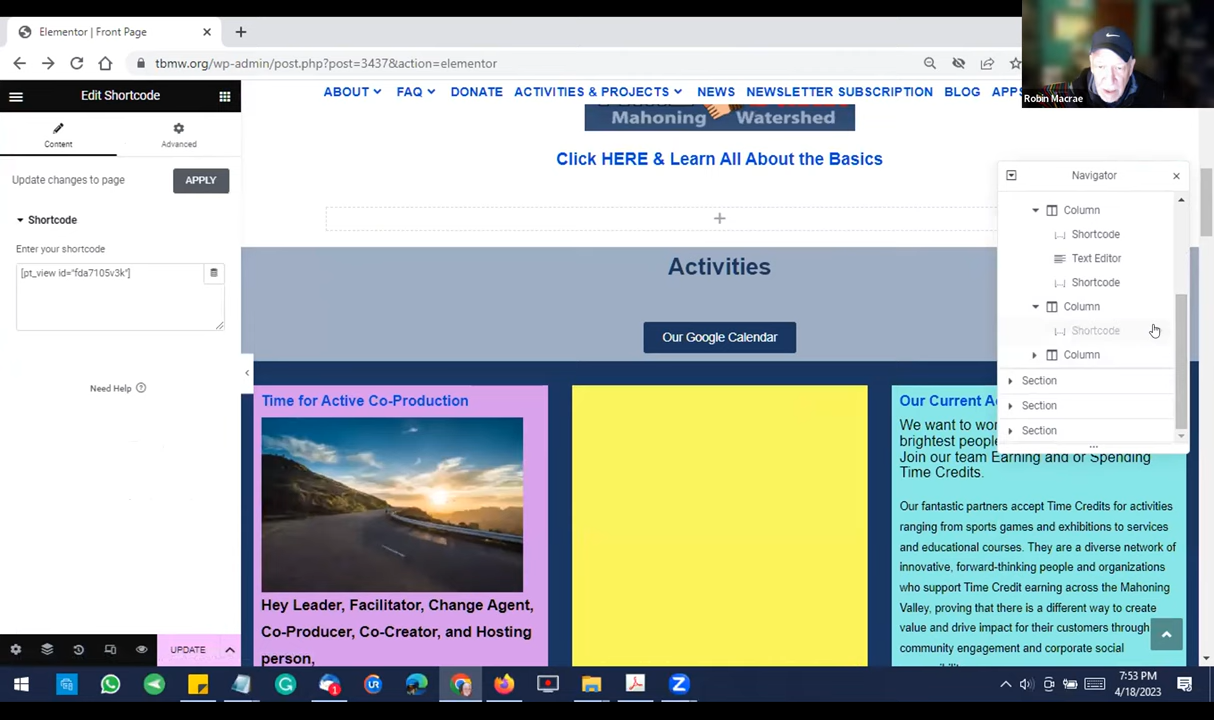 Elementor | Front Page
tbmw.org/wp-admin/post.php?post=3437&action=elementor
Robin Macrae
Edit Shortcode
Content
Advanced
Update changes to page
APPLY
Shortcode
Enter your shortcode
[pt_view id="fda7105v3k"]
Need Help
UPDATE
ABOUT FAQ DONATE ACTIVITIES & PROJECTS NEWS NEWSLETTER SUBSCRIPTION BLOG APPS
Mahoning Watershed
Click HERE & Learn All About the Basics
Activities
Our Google Calendar
Time for Active Co-Production
Hey Leader, Facilitator, Change Agent,
Co-Producer, Co-Creator, and Hosting
person,
Our Current A
We want to wor
brightest people
Join our team Earning and or Spending
Time Credits.
Our fantastic partners accept Time Credits for activities
ranging from sports games and exhibitions to services
and educational courses. They are a diverse network of
innovative, forward-thinking people and organizations
who support Time Credit earning across the Mahoning
Valley, proving that there is a different way to create
value and drive impact for their customers through
community engagement and corporate social
Navigator
Column
Shortcode
Text Editor
Shortcode
Column
Shortcode
Column
Section
Section
Section
7:53 PM
4/18/2023